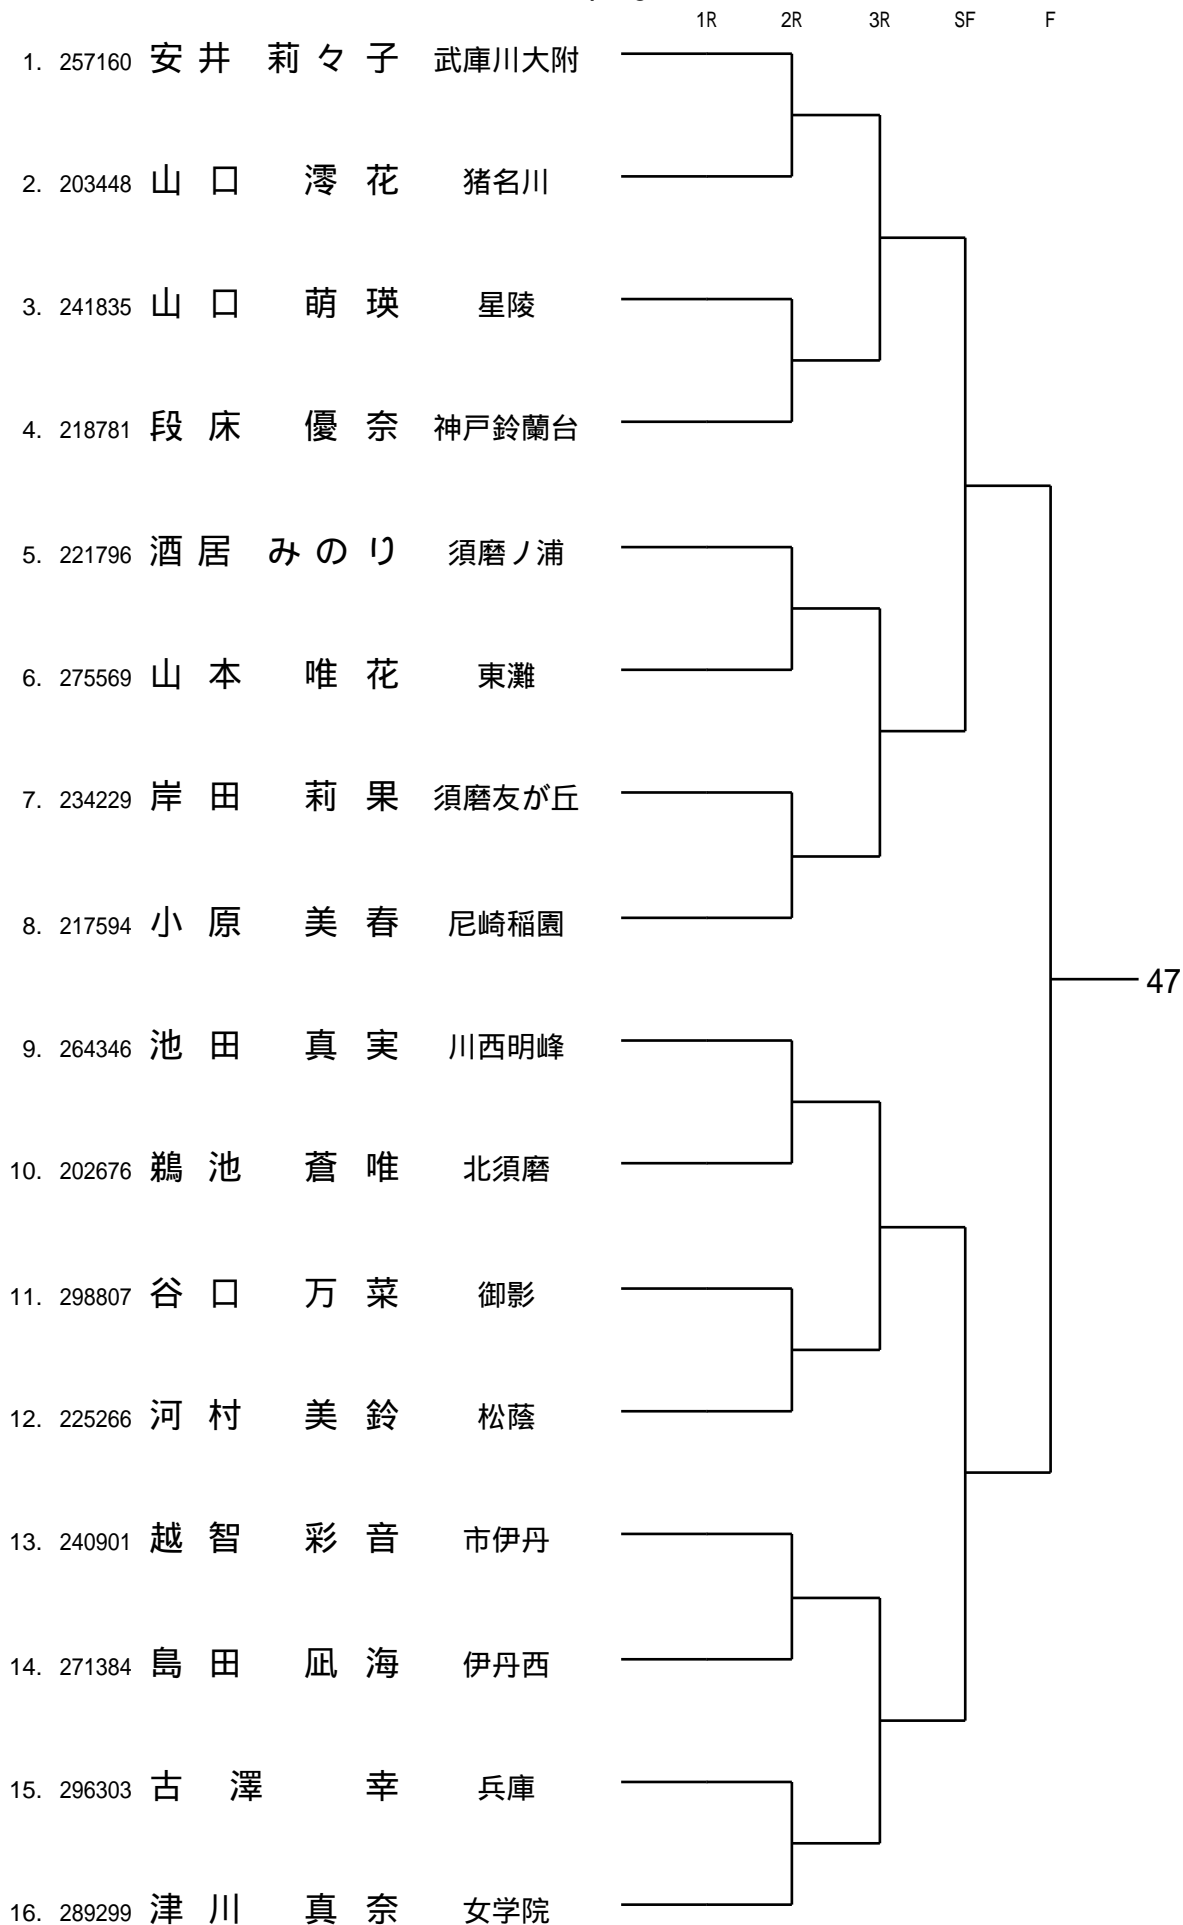 1R 2R 3R SF F
1. 257160 安井 莉々子 武庫川大附
2. 203448 山口 澪花 猪名川
3. 241835 山口 萌瑛 星陵
4. 218781 段床 優奈 神戸鈴蘭台
5. 221796 酒居 みのり 須磨ノ浦
6. 275569 山本 唯花 東灘
7. 234229 岸田 莉果 須磨友が丘
8. 217594 小原 美春 尼崎稲園
47
9. 264346 池田 真実 川西明峰
10. 202676 鵜池 蒼唯 北須磨
11. 298807 谷口 万菜 御影
12. 225266 河村 美鈴 松蔭
13. 240901 越智 彩音 市伊丹
14. 271384 島田 凪海 伊丹西
15. 296303 古澤 幸 兵庫
16. 289299 津川 真奈 女学院